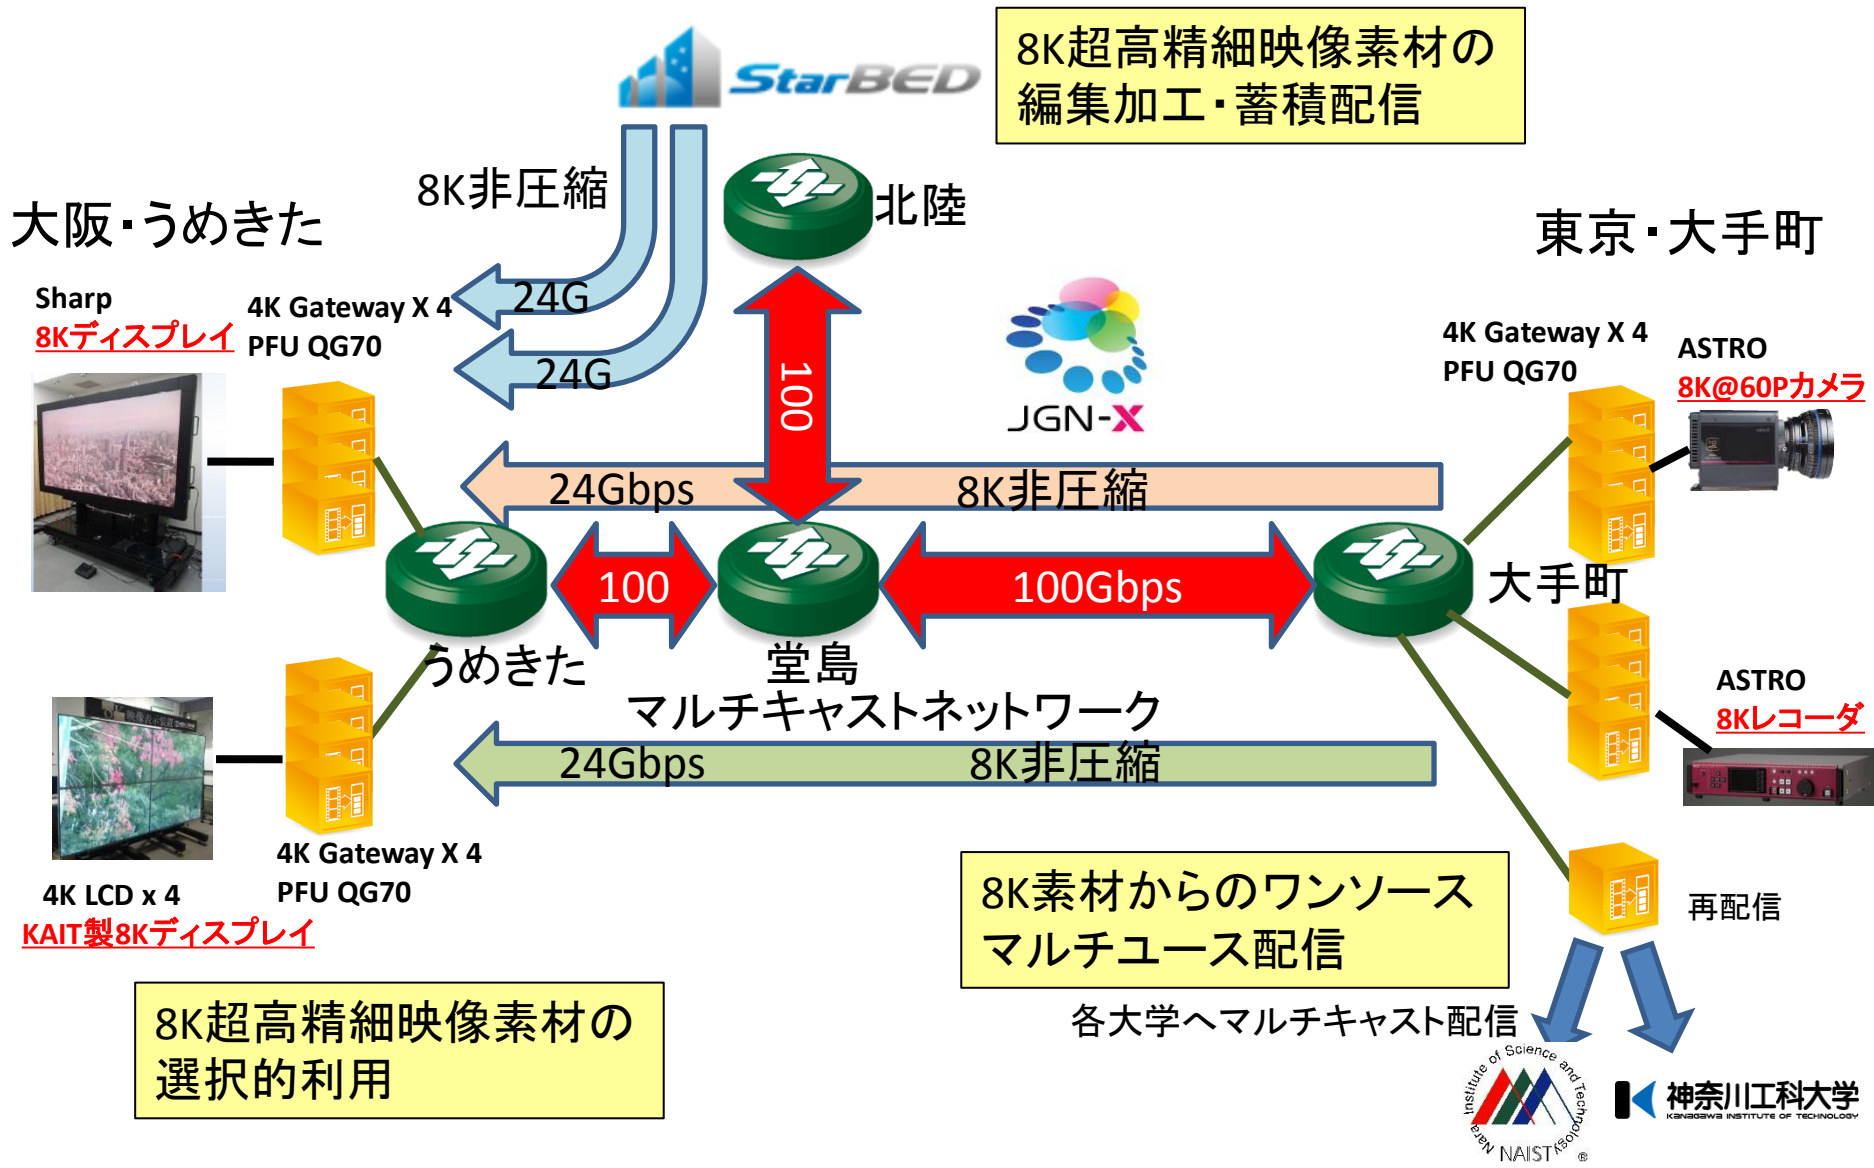 StarBED
8K超高精細映像素材の
編集加工・蓄積配信
8K非圧縮
北陸
大阪・うめきた
東京・大手町
24G
24G
Sharp
8Kディスプレイ
4K Gateway X 4
PFU QG70
100
JGN-X
4K Gateway X 4
PFU QG70
ASTRO
8K@60Pカメラ
24Gbps
8K非圧縮
100
100Gbps
大手町
うめきた
堂島
マルチキャストネットワーク
24Gbps
8K非圧縮
ASTRO
8Kレコーダ
4K Gateway X 4
PFU QG70
4K LCD x 4
KAIT製8Kディスプレイ
8K素材からのワンソース
マルチユース配信
再配信
8K超高精細映像素材の
選択的利用
各大学へマルチキャスト配信
Nara Institute of Science and Technology
NAIST
®
神奈川工科大学
KANAGAWA INSTITUTE OF TECHNOLOGY